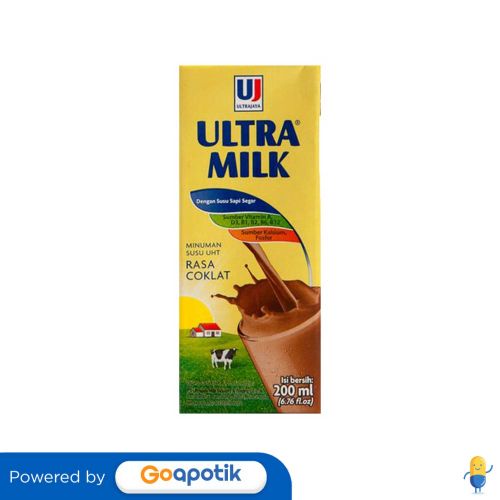 UJ
ULTRAJAYA
ULTRA®
MILK
Dengan Susu Sapi Segar
Sumber Vitamin A,
D3, B1, B2, B6, B12
Sumber Kalsium,
Fosfor
MINUMAN
SUSU UHT
RASA
COKLAT
Isi bersih:
200 ml
(6.76 fl.oz)
Powered by
Goapotik